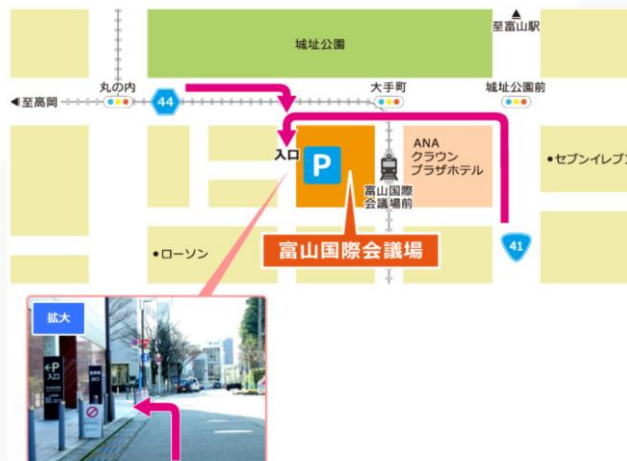 ▲
至富山駅
城址公園
丸の内
大手町
城址公園前
◀至高岡
44
入口
P
ANA
クラウン
プラザホテル
•セブンイレブン
富山国際
会議場前
•ローソン
富山国際会議場
41
拡大
←P
入口